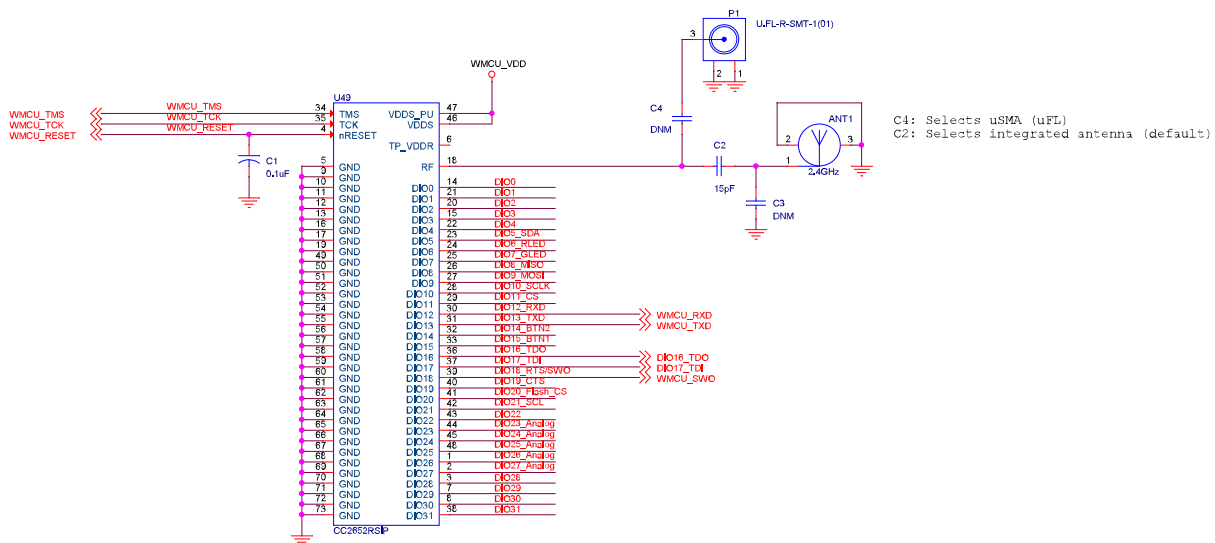 P1
U.FL-R-SMT-1(01)
3
2
1
WMCU_VDD
C4
DNM
C4: Selects uSMA (uFL)
C2: Selects integrated antenna (default)
ANT1
2
3
1
2.4GHz
C2
15pF
C3
DNM
U49
WMCU_TMS WMCU_TMS 34 TMS VDDS_PU 47
WMCU_TCK WMCU_TCK 35 TCK VDDS 46
WMCU_RESET WMCU_RESET 4 nRESET
TP_VDDR 6
C1
0.1uF
5 GND RF 18
9 GND
10 GND DIO0 14 DIO0
11 GND DIO1 21 DIO1
12 GND DIO2 20 DIO2
13 GND DIO3 15 DIO3
16 GND DIO4 22 DIO4
17 GND DIO5 23 DIO5_SDA
19 GND DIO6 24 DIO6_RLED
49 GND DIO7 25 DIO7_GLED
50 GND DIO8 26 DIO8_MISO
51 GND DIO9 27 DIO9_MOSI
52 GND DIO10 28 DIO10_SCLK
53 GND DIO11 29 DIO11_CS
54 GND DIO12 30 DIO12_RXD WMCU_RXD
55 GND DIO13 31 DIO13_TXD WMCU_TXD
56 GND DIO14 32 DIO14_BTN2
57 GND DIO15 33 DIO15_BTN1
58 GND DIO16 36 DIO16_TDO DIO16_TDO
59 GND DIO17 37 DIO17_TDI DIO17_TDI
60 GND DIO18 39 DIO18_RTS/SWO WMCU_SWO
61 GND DIO19 40 DIO19_CTS
62 GND DIO20 41 DIO20_Flash_CS
63 GND DIO21 42 DIO21_SCL
64 GND DIO22 43 DIO22
65 GND DIO23 44 DIO23_Analog
66 GND DIO24 45 DIO24_Analog
67 GND DIO25 48 DIO25_Analog
68 GND DIO26 1 DIO26_Analog
69 GND DIO27 2 DIO27_Analog
70 GND DIO28 3 DIO28
71 GND DIO29 7 DIO29
72 GND DIO30 8 DIO30
73 GND DIO31 38 DIO31
CC2652RSIP